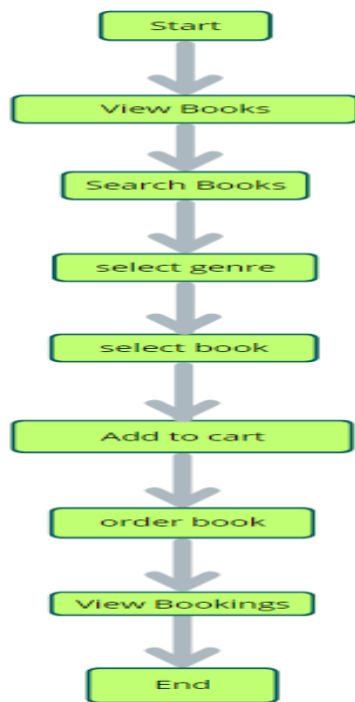 Start
View Books
Search Books
select genre
select book
Add to cart
order book
View Bookings
End